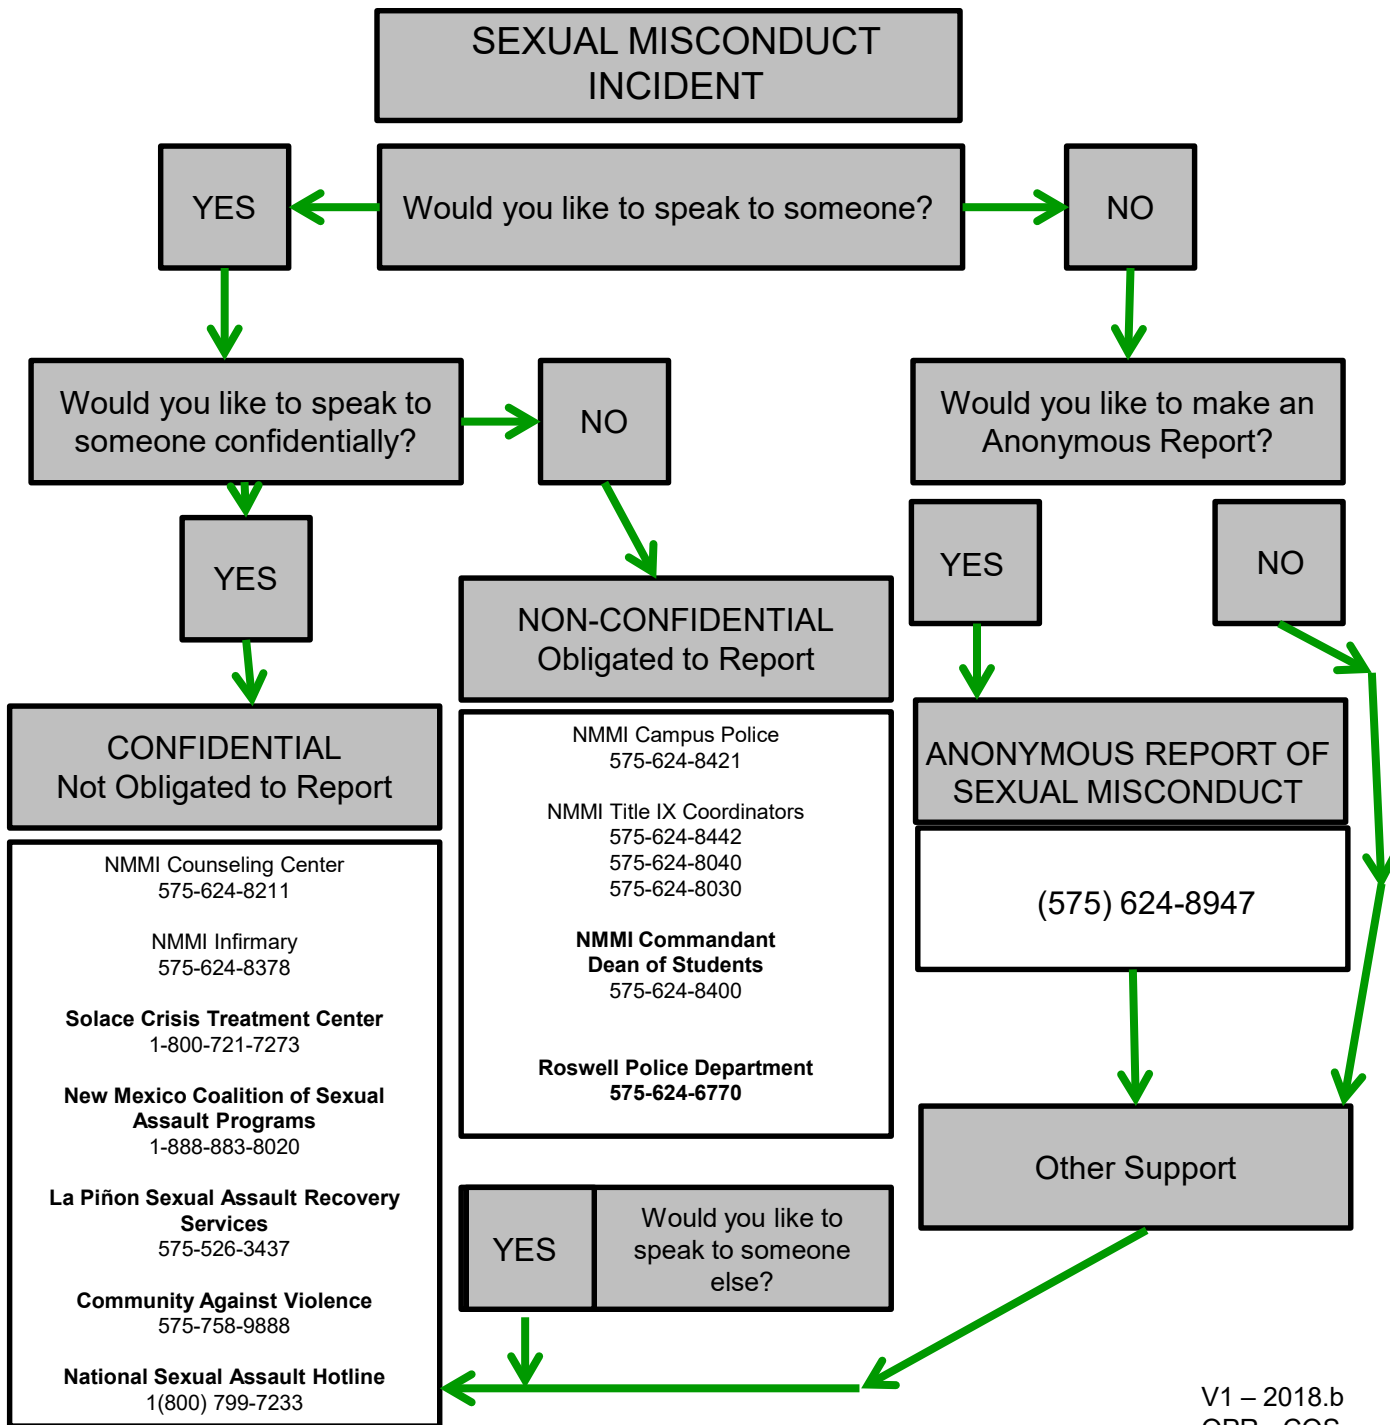 SEXUAL MISCONDUCT
INCIDENT
YES
Would you like to speak to someone?
NO
Would you like to speak to
someone confidentially?
NO
Would you like to make an
Anonymous Report?
YES
YES
NO
NON-CONFIDENTIAL
Obligated to Report
CONFIDENTIAL
Not Obligated to Report
ANONYMOUS REPORT OF
SEXUAL MISCONDUCT
NMMI Counseling Center
575-624-8211
NMMI Infirmary
575-624-8378
Solace Crisis Treatment Center
1-800-721-7273
New Mexico Coalition of Sexual
Assault Programs
1-888-883-8020
La Piñon Sexual Assault Recovery
Services
575-526-3437
Community Against Violence
575-758-9888
National Sexual Assault Hotline
1(800) 799-7233
NMMI Campus Police
575-624-8421
NMMI Title IX Coordinators
575-624-8442
575-624-8040
575-624-8030
NMMI Commandant
Dean of Students
575-624-8400
Roswell Police Department
575-624-6770
(575) 624-8947
Other Support
YES
Would you like to
speak to someone
else?
V1 – 2018.b